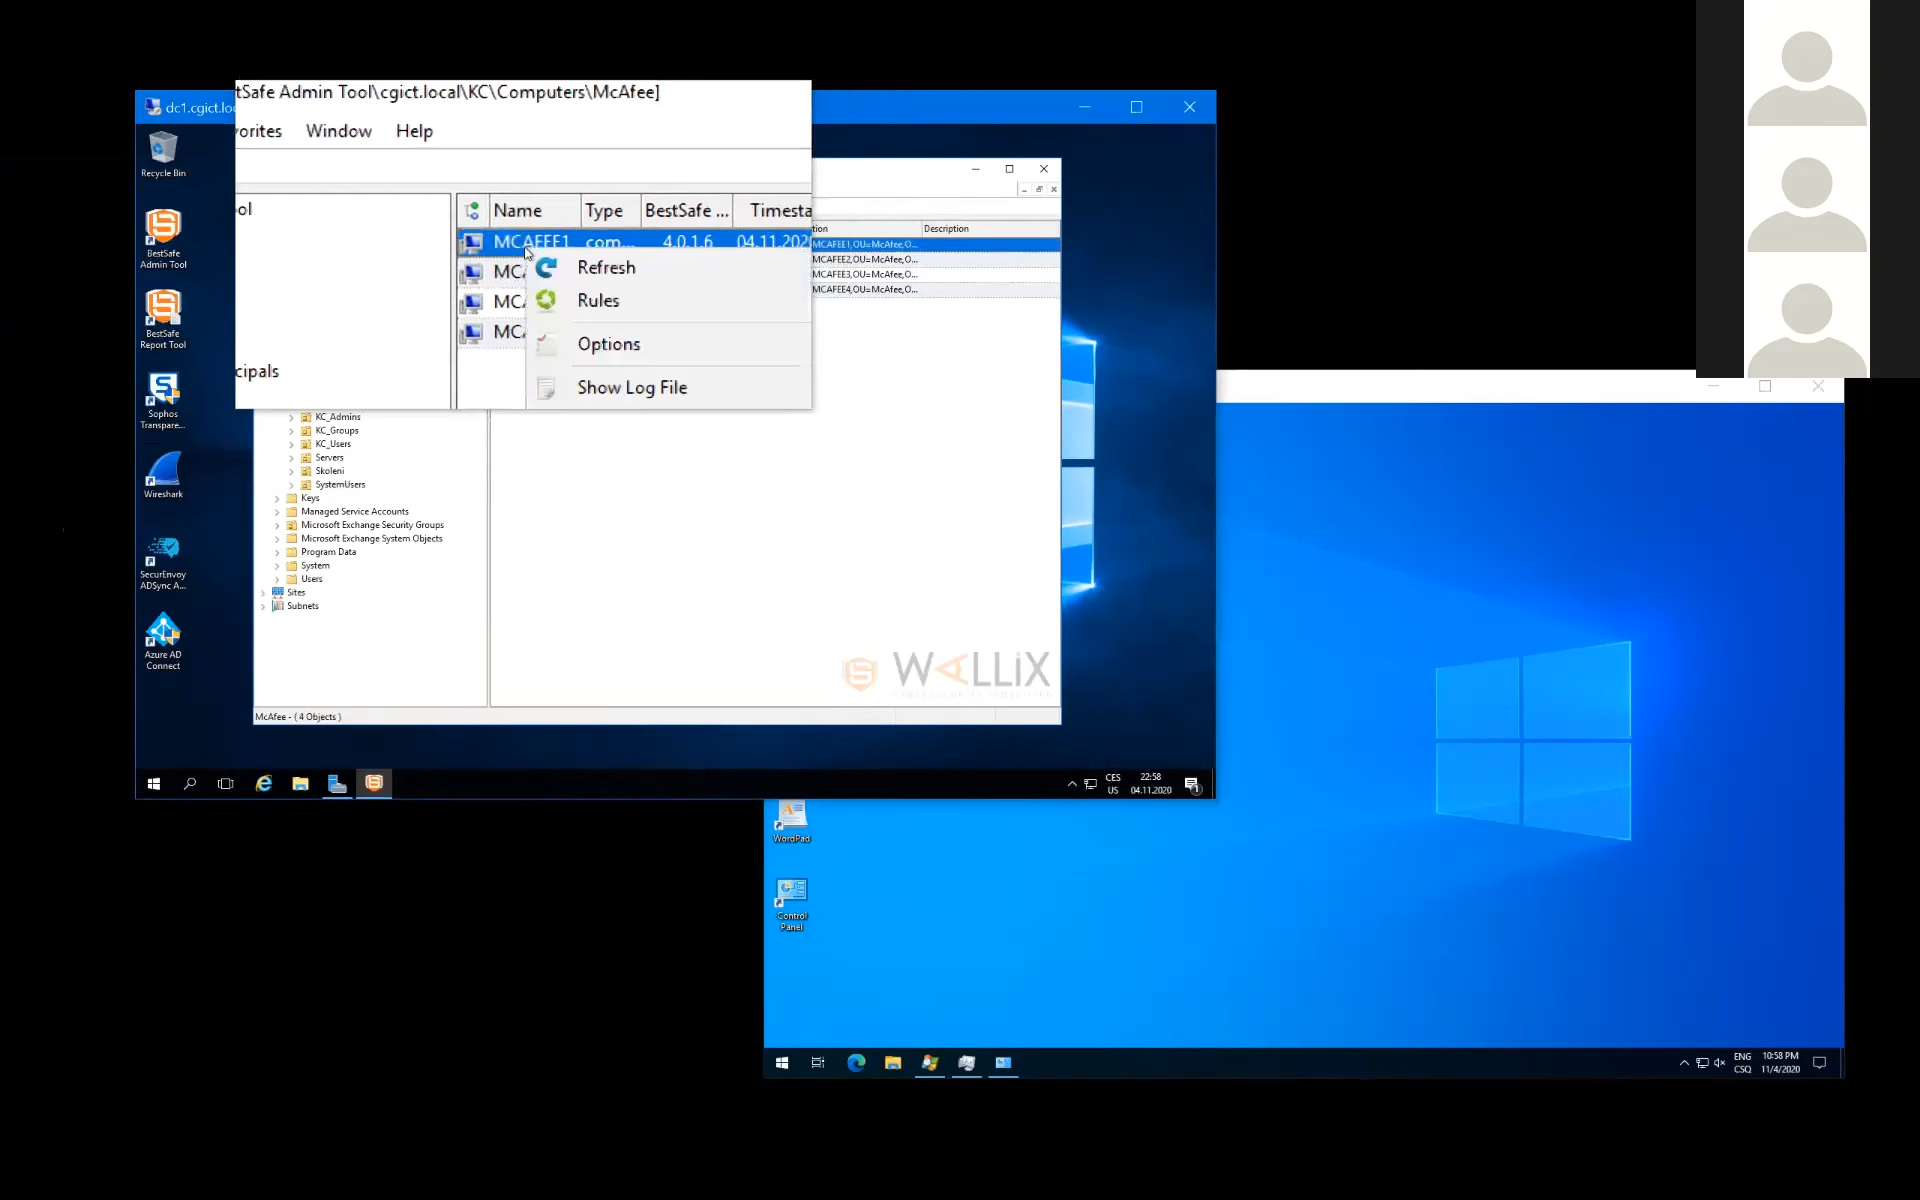 dc1.cgict.loc
tSafe Admin Tool\cgict.local\KC\Computers\McAfee]
orites Window Help
ol
cipals
Name Type BestSafe ... Timesta
MCAFEE1 com... 4.0.1.6 04.11.202
MCA
MCA
MCA
Refresh
Rules
Options
Show Log File
tion Description
MCAFEE1,OU=McAfee,O...
MCAFEE2,OU=McAfee,O...
MCAFEE3,OU=McAfee,O...
MCAFEE4,OU=McAfee,O...
Recycle Bin
BestSafe
Admin Tool
BestSafe
Report Tool
Sophos
Transpare...
Wireshark
SecurEnvoy
ADSync A...
Azure AD
Connect
KC_Admins
KC_Groups
KC_Users
Servers
Skoleni
SystemUsers
Keys
Managed Service Accounts
Microsoft Exchange Security Groups
Microsoft Exchange System Objects
Program Data
System
Users
Sites
Subnets
WALLIX
McAfee - ( 4 Objects )
CES
US
22:58
04.11.2020
1
WordPad
Control
Panel
ENG
CSQ
10:58 PM
11/4/2020